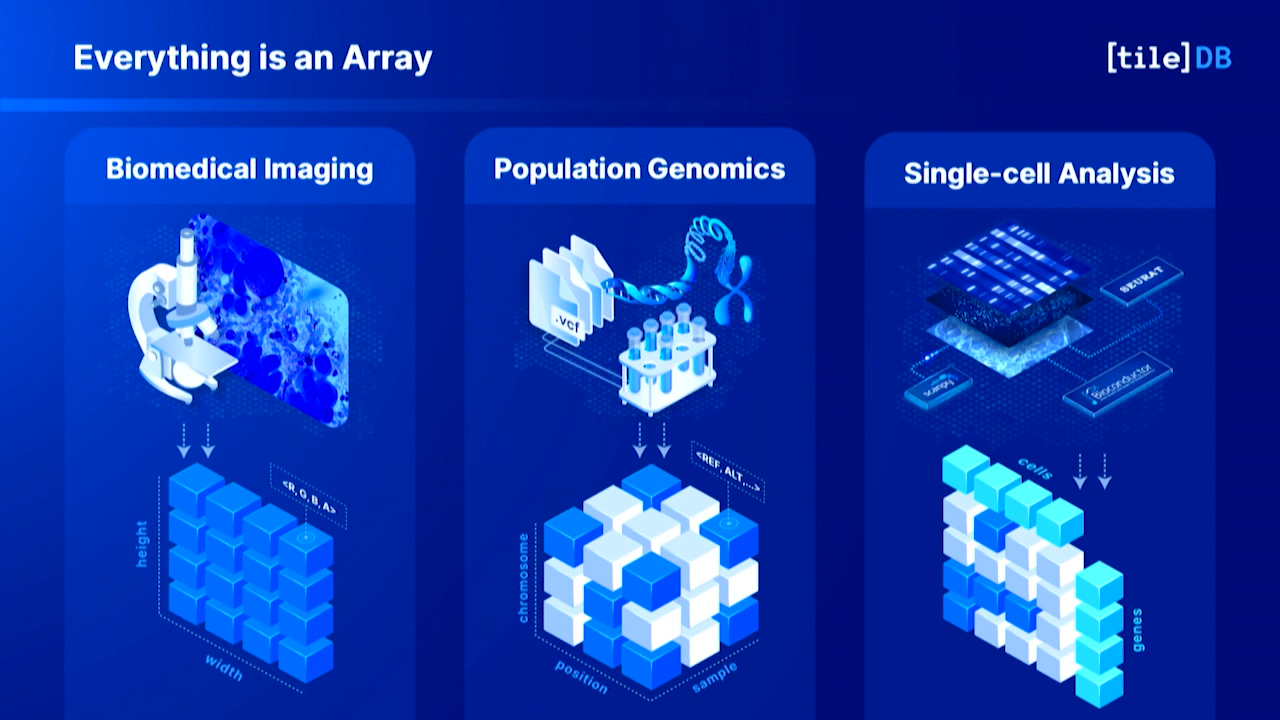 Everything is an Array
[tile]DB
Biomedical Imaging
Population Genomics
Single-cell Analysis
.vcf
SEURAT
scanpy
Bioconductor
<R, G, B, A>
height
width
<REF, ALT,...>
chromosome
position
sample
cells
genes